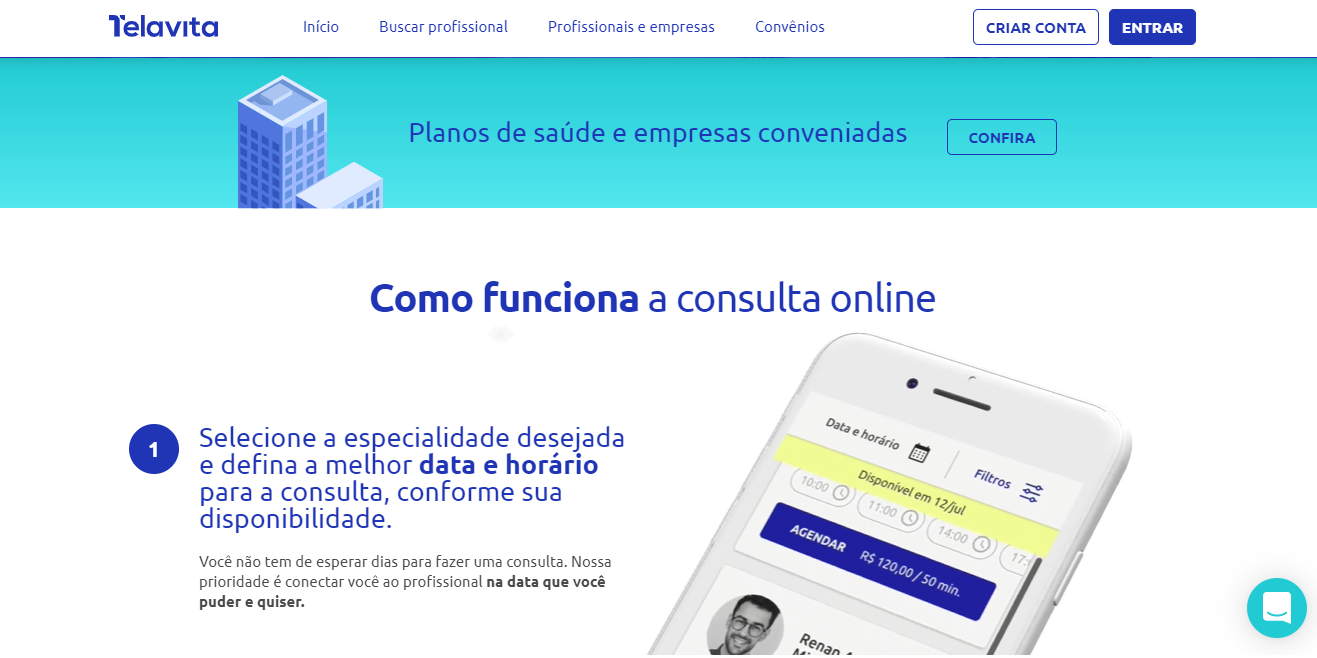 Telavita
Início
Buscar profissional
Profissionais e empresas
Convênios
CRIAR CONTA
ENTRAR
Planos de saúde e empresas conveniadas
CONFIRA
Como funciona a consulta online
1
Selecione a especialidade desejada
e defina a melhor data e horário
para a consulta, conforme sua
disponibilidade.
Você não tem de esperar dias para fazer uma consulta. Nossa
prioridade é conectar você ao profissional na data que você
puder e quiser.
Data e horário
Filtros
Disponível em 12/jul
10:00
11:00
14:00
17:
AGENDAR R$ 120,00 / 50 min.
Renan